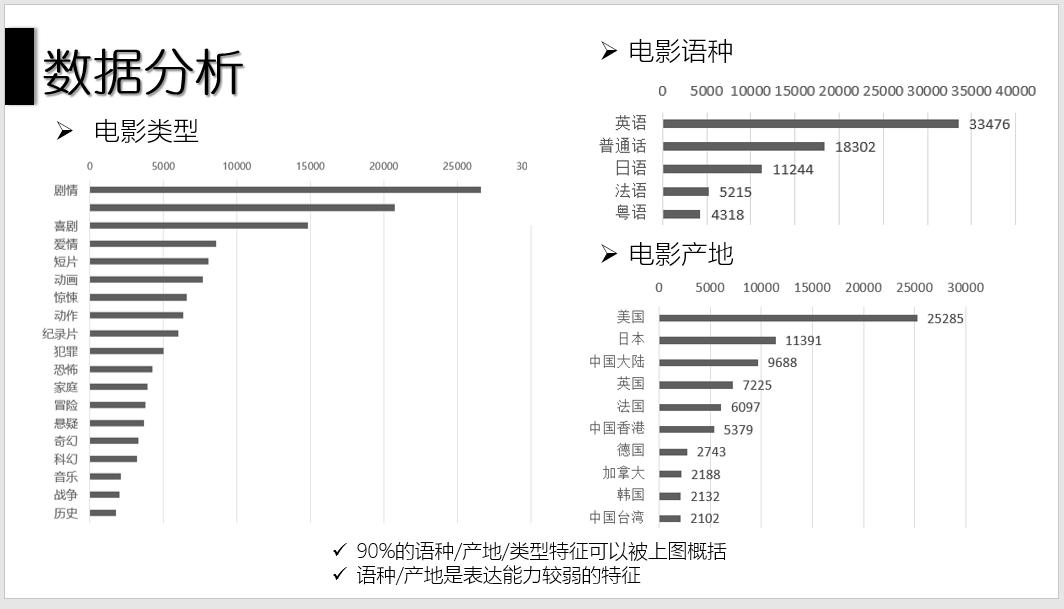 数据分析
➢ 电影类型
0 5000 10000 15000 20000 25000 30
剧情
喜剧
爱情
短片
动画
惊悚
动作
纪录片
犯罪
恐怖
家庭
冒险
悬疑
奇幻
科幻
音乐
战争
历史
➢ 电影语种
0 5000 10000 15000 20000 25000 30000 35000 40000
英语 33476
普通话 18302
日语 11244
法语 5215
粤语 4318
➢ 电影产地
0 5000 10000 15000 20000 25000 30000
美国 25285
日本 11391
中国大陆 9688
英国 7225
法国 6097
中国香港 5379
德国 2743
加拿大 2188
韩国 2132
中国台湾 2102
✓ 90%的语种/产地/类型特征可以被上图概括
✓ 语种/产地是表达能力较弱的特征